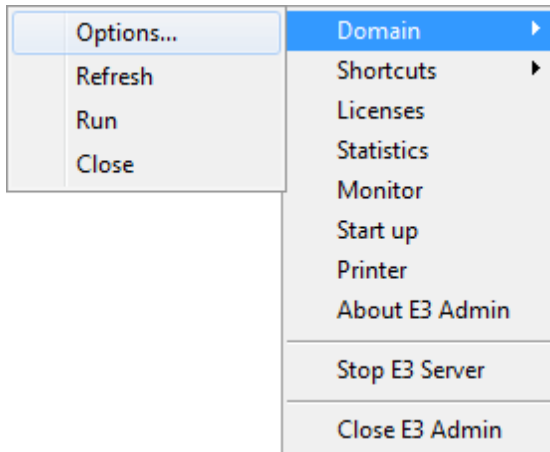 Options...
Refresh
Run
Close
Domain
Shortcuts
Licenses
Statistics
Monitor
Start up
Printer
About E3 Admin
Stop E3 Server
Close E3 Admin